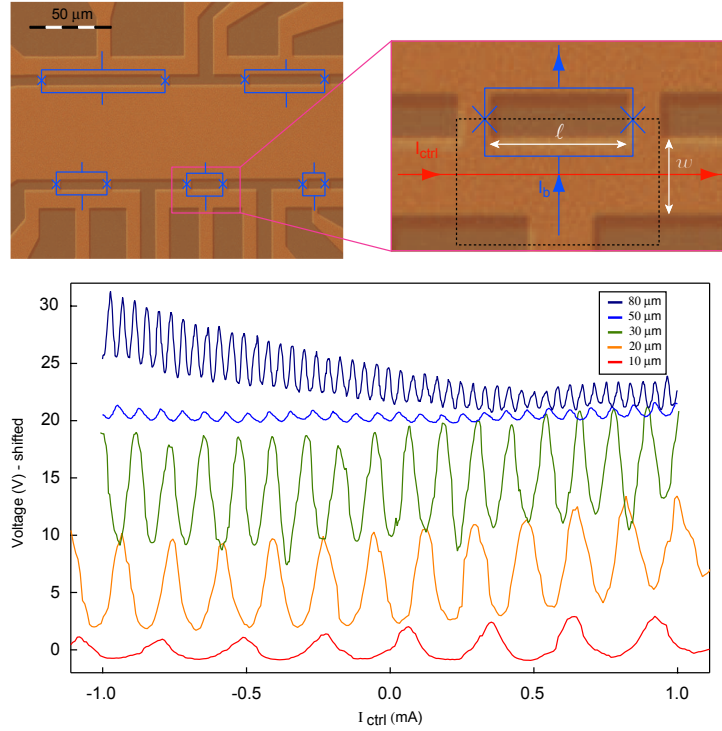 50 μm
I_ctrl
I_b
ℓ
w
Voltage (V) - shifted
30
25
20
15
10
5
0
80 μm
50 μm
30 μm
20 μm
10 μm
-1.0
-0.5
0.0
0.5
1.0
I ctrl (mA)